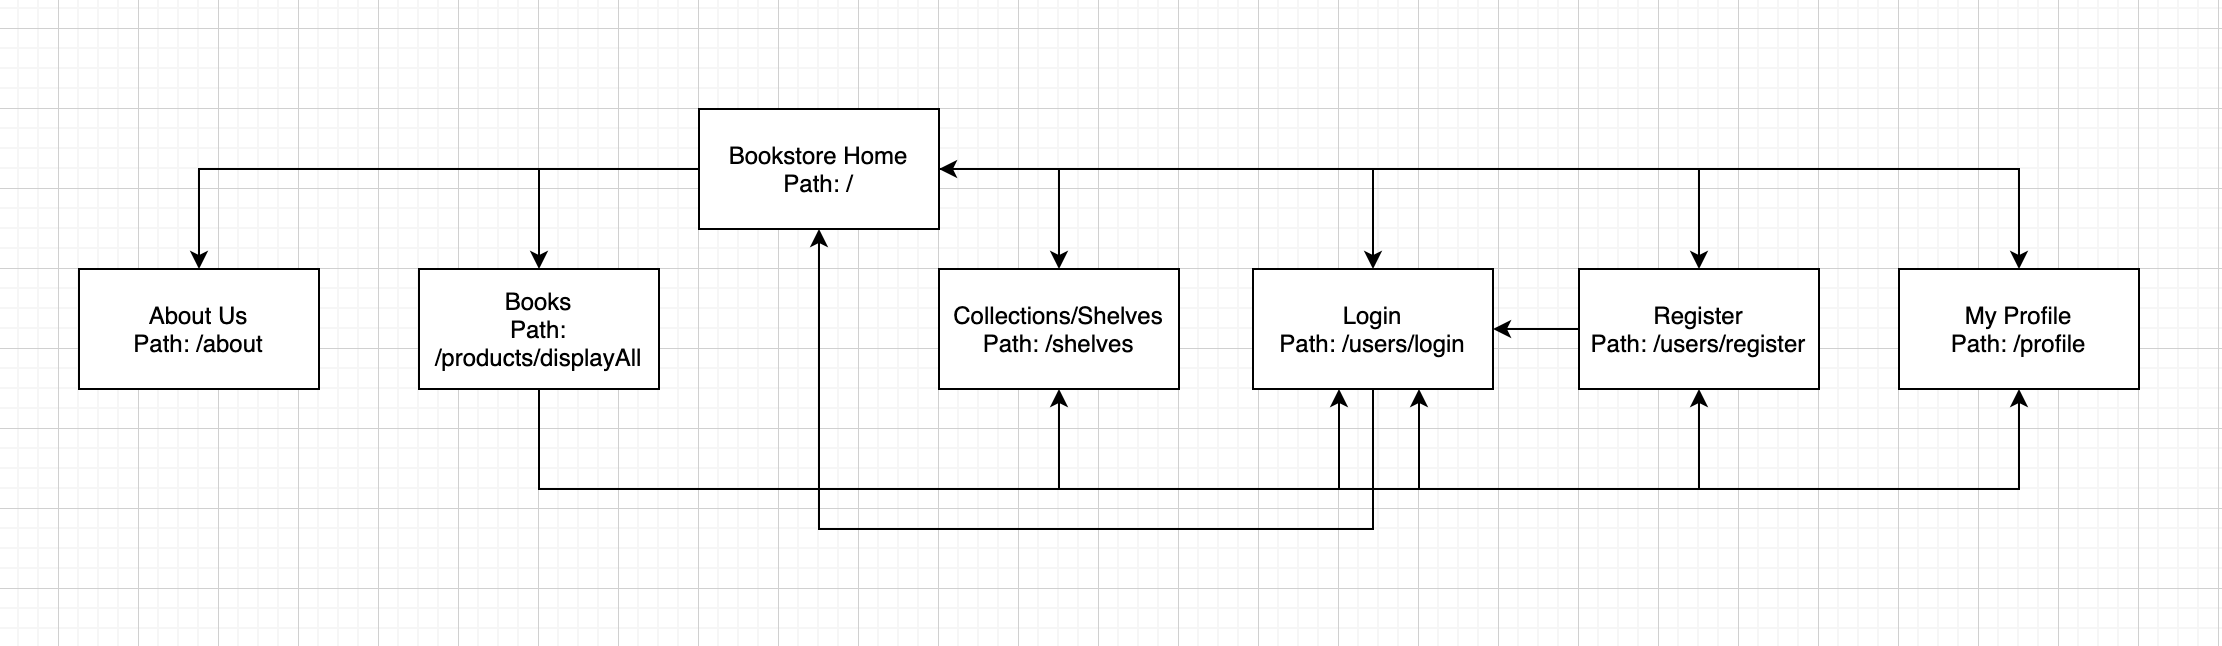 Bookstore Home
Path: /
About Us
Path: /about
Books
Path:
/products/displayAll
Collections/Shelves
Path: /shelves
Login
Path: /users/login
Register
Path: /users/register
My Profile
Path: /profile